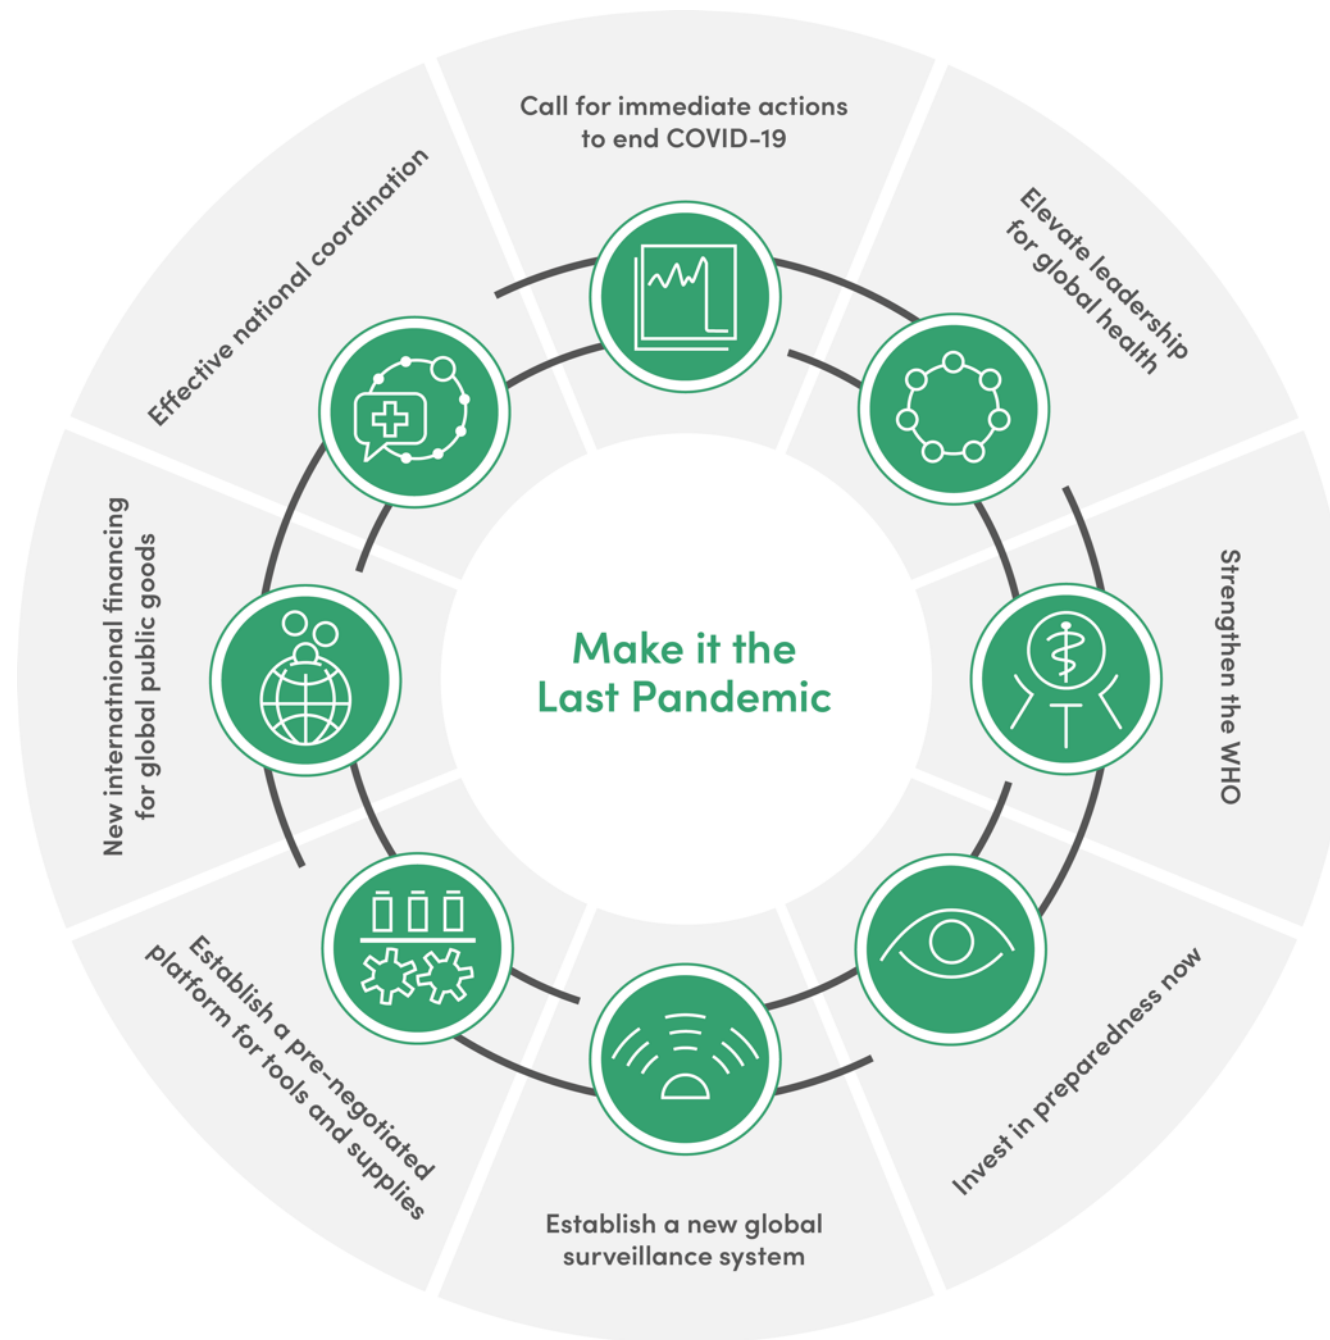 Call for immediate actions
to end COVID-19
Elevate leadership
for global health
Strengthen the WHO
Invest in preparedness now
Establish a new global
surveillance system
Establish a pre-negotiated
platform for tools and supplies
New internatnional financing
for global public goods
Effective national coordination
Make it the
Last Pandemic